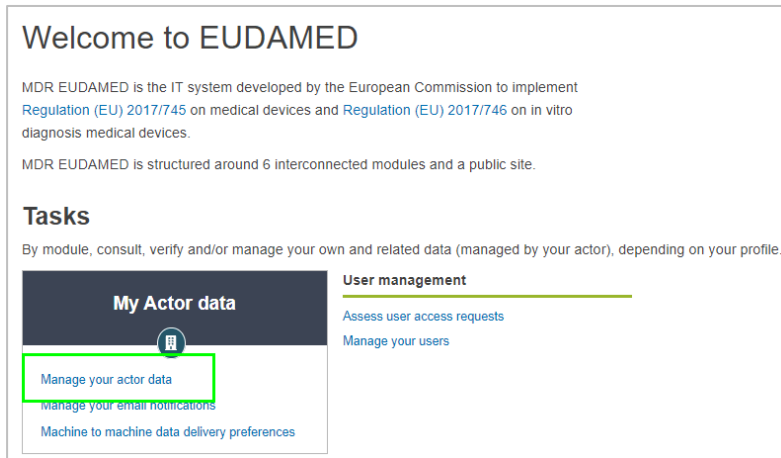 Welcome to EUDAMED
MDR EUDAMED is the IT system developed by the European Commission to implement
Regulation (EU) 2017/745 on medical devices and Regulation (EU) 2017/746 on in vitro
diagnosis medical devices.
MDR EUDAMED is structured around 6 interconnected modules and a public site.
Tasks
By module, consult, verify and/or manage your own and related data (managed by your actor), depending on your profile.
My Actor data
Manage your actor data
Manage your email notifications
Machine to machine data delivery preferences
User management
Assess user access requests
Manage your users